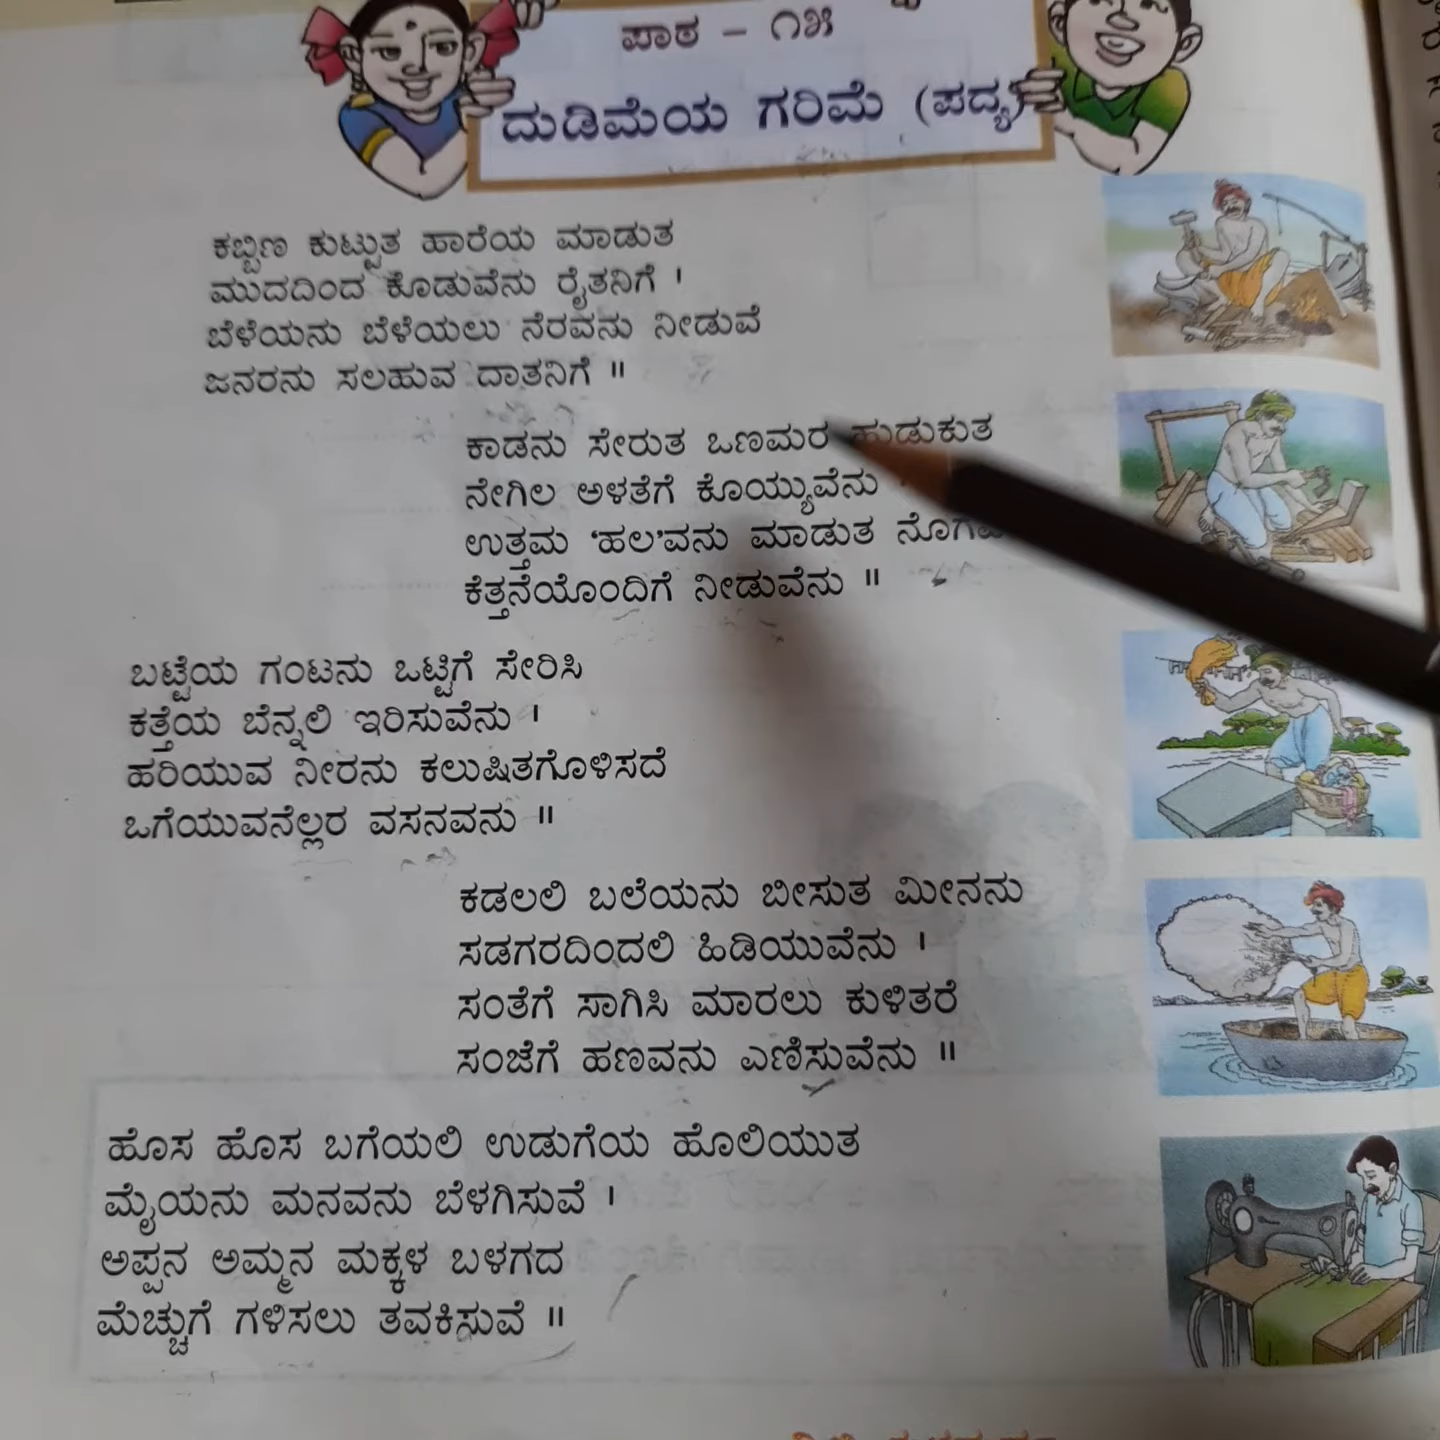 ಪಾಠ – ೧೫
ದುಡಿಮೆಯ ಗರಿಮೆ (ಪದ್ಯ)
ಕಬ್ಬಿಣ ಕುಟ್ಟುತ ಹಾರೆಯ ಮಾಡುತ
ಮುದದಿಂದ ಕೊಡುವೆನು ರೈತನಿಗೆ ।
ಬೆಳೆಯನು ಬೆಳೆಯಲು ನೆರವನು ನೀಡುವೆ
ಜನರನು ಸಲಹುವ ದಾತನಿಗೆ ॥
ಕಾಡನು ಸೇರುತ ಒಣಮರ ಹುಡುಕುತ
ನೇಗಿಲ ಅಳತೆಗೆ ಕೊಯ್ಯುವೆನು
ಉತ್ತಮ ‘ಹಲ’ವನು ಮಾಡುತ
ಕೆತ್ತನೆಯೊಂದಿಗೆ ನೀಡುವೆನು ॥
ಬಟ್ಟೆಯ ಗಂಟನು ಒಟ್ಟಿಗೆ ಸೇರಿಸಿ
ಕತ್ತೆಯ ಬೆನ್ನಲಿ ಇರಿಸುವೆನು ।
ಹರಿಯುವ ನೀರನು ಕಲುಷಿತಗೊಳಿಸದೆ
ಒಗೆಯುವನೆಲ್ಲರ ವಸನವನು ॥
ಕಡಲಲಿ ಬಲೆಯನು ಬೀಸುತ ಮೀನನು
ಸಡಗರದಿಂದಲಿ ಹಿಡಿಯುವೆನು ।
ಸಂತೆಗೆ ಸಾಗಿಸಿ ಮಾರಲು ಕುಳಿತರೆ
ಸಂಜೆಗೆ ಹಣವನು ಎಣಿಸುವೆನು ॥
ಹೊಸ ಹೊಸ ಬಗೆಯಲಿ ಉಡುಗೆಯ ಹೊಲಿಯುತ
ಮೈಯನು ಮನವನು ಬೆಳಗಿಸುವೆ ।
ಅಪ್ಪನ ಅಮ್ಮನ ಮಕ್ಕಳ ಬಳಗದ
ಮೆಚ್ಚುಗೆ ಗಳಿಸಲು ತವಕಿಸುವೆ ॥